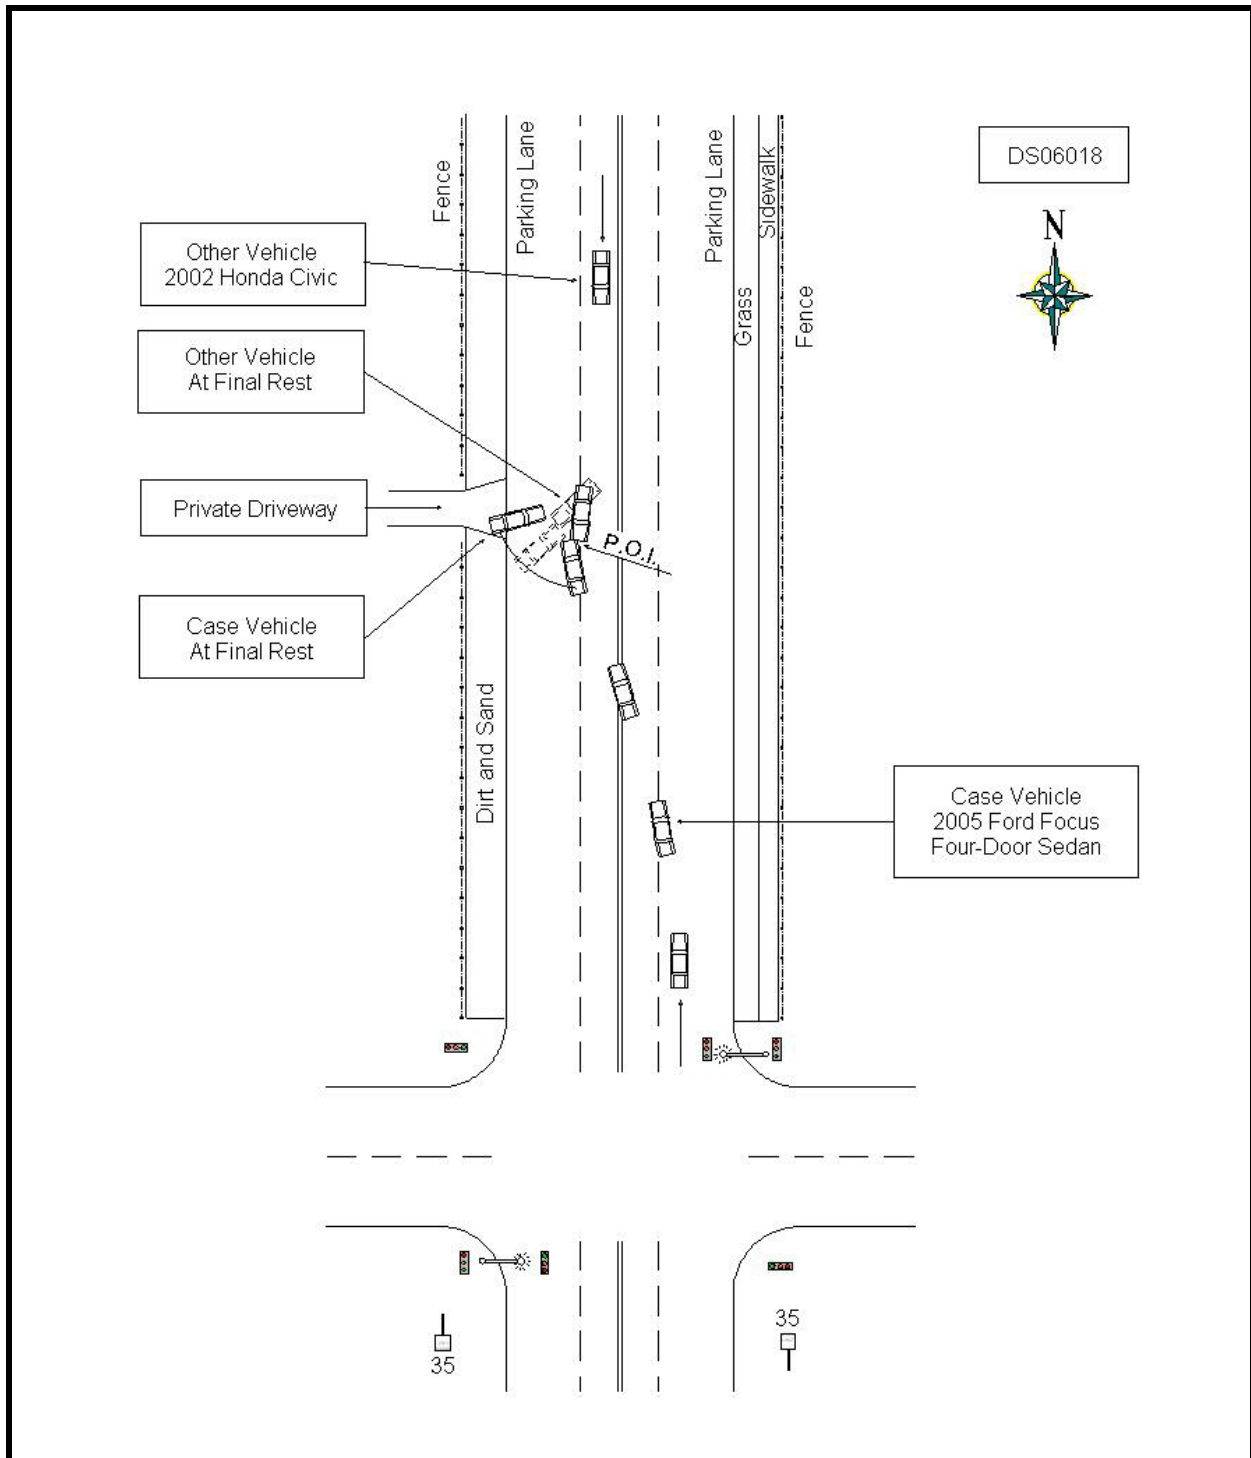 DS06018
N
Fence
Parking Lane
Parking Lane
Sidewalk
Grass
Fence
Other Vehicle
2002 Honda Civic
Other Vehicle
At Final Rest
Private Driveway
P.O.I.
Case Vehicle
At Final Rest
Dirt and Sand
Case Vehicle
2005 Ford Focus
Four-Door Sedan
35
35